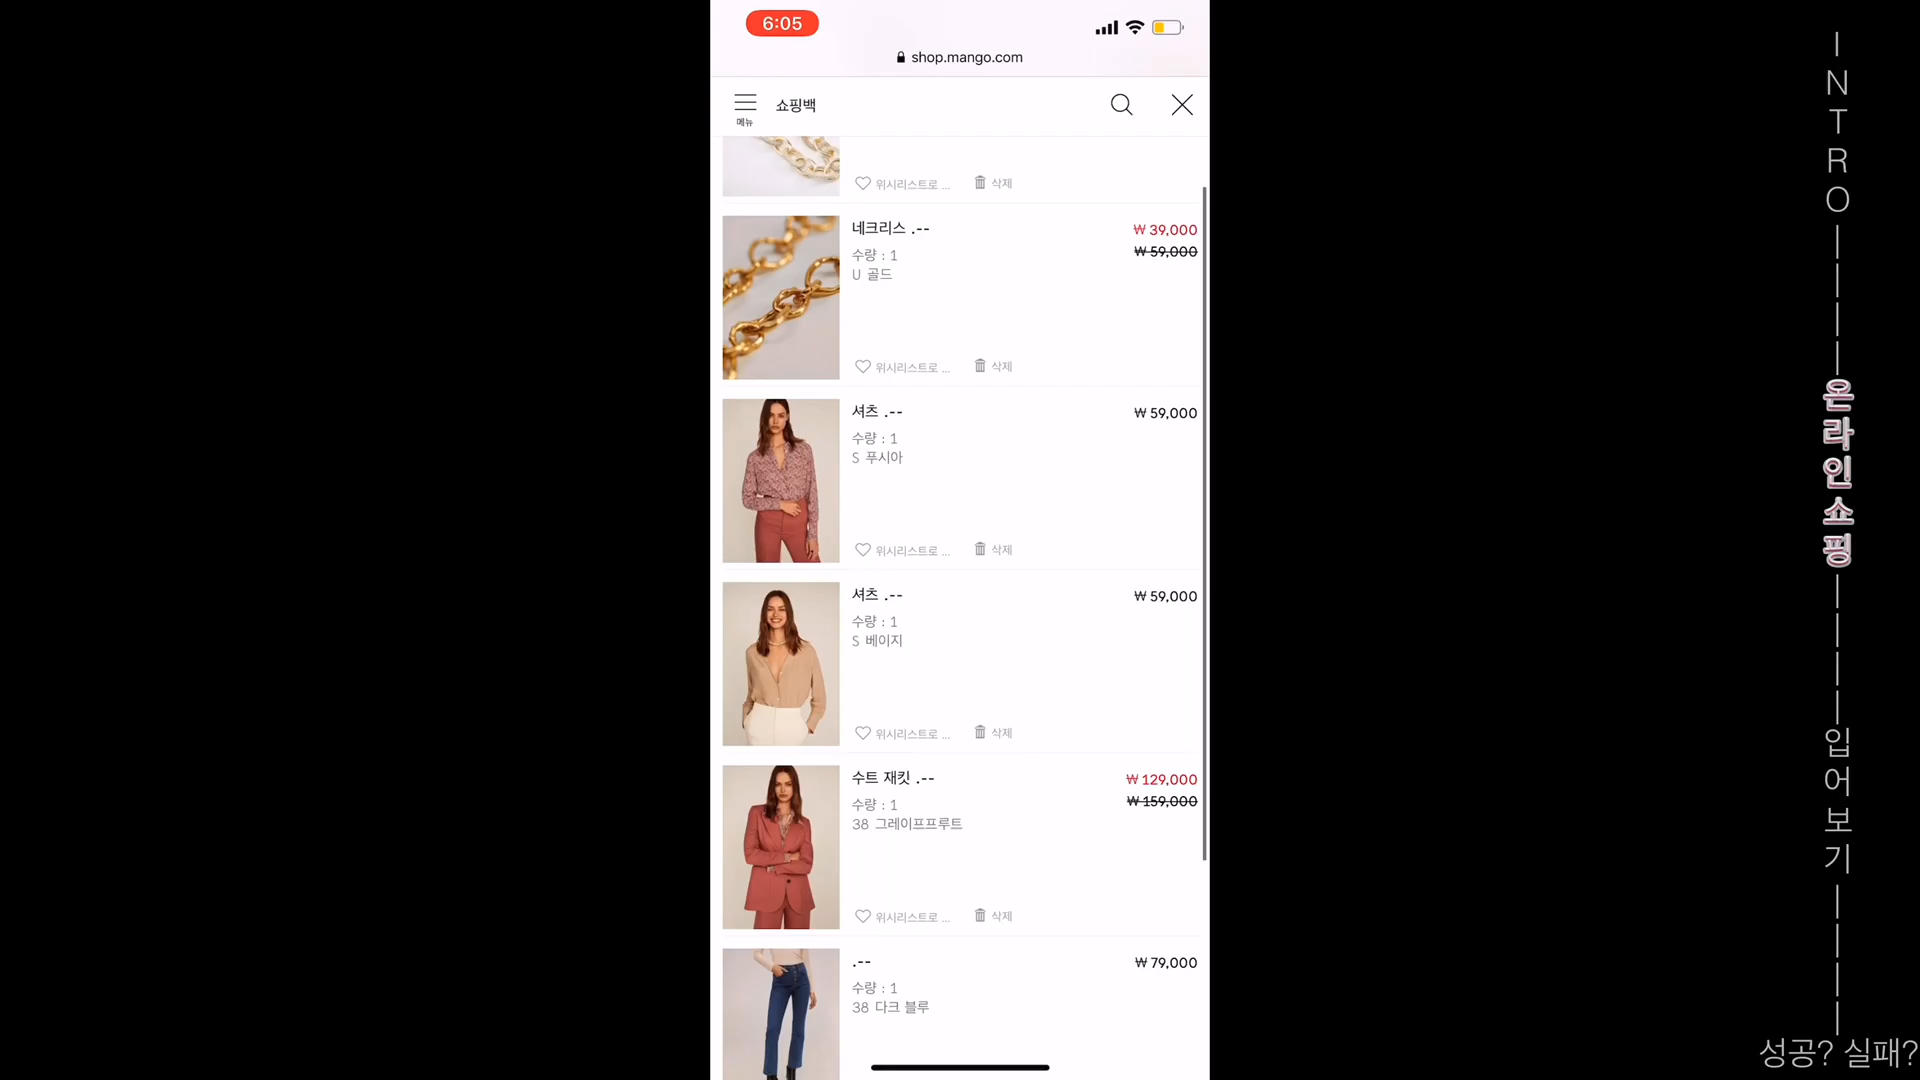 6:05
shop.mango.com
메뉴
쇼핑백
위시리스트로 ...
삭제
네크리스 .--
₩ 39,000
₩ 59,000
수량 : 1
U 골드
위시리스트로 ...
삭제
셔츠 .--
₩ 59,000
수량 : 1
S 푸시아
위시리스트로 ...
삭제
셔츠 .--
₩ 59,000
수량 : 1
S 베이지
위시리스트로 ...
삭제
수트 재킷 .--
₩ 129,000
₩ 159,000
수량 : 1
38 그레이프프루트
위시리스트로 ...
삭제
.--
₩ 79,000
수량 : 1
38 다크 블루
INTRO
온라인쇼핑
입어보기
성공? 실패?